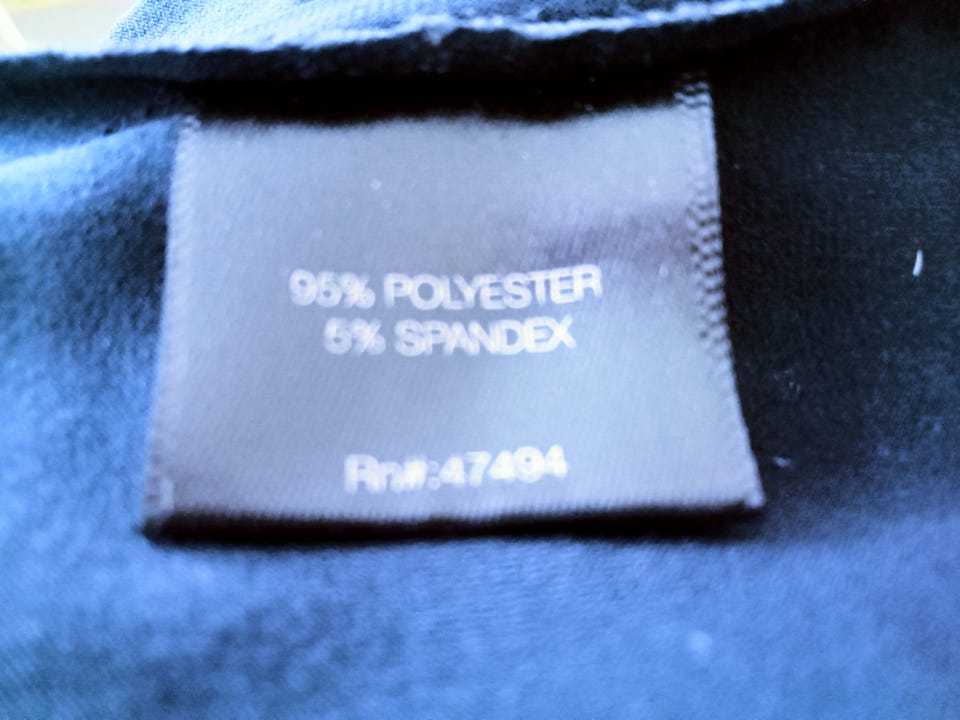 95% POLYESTER
5% SPANDEX
Rn#:47494